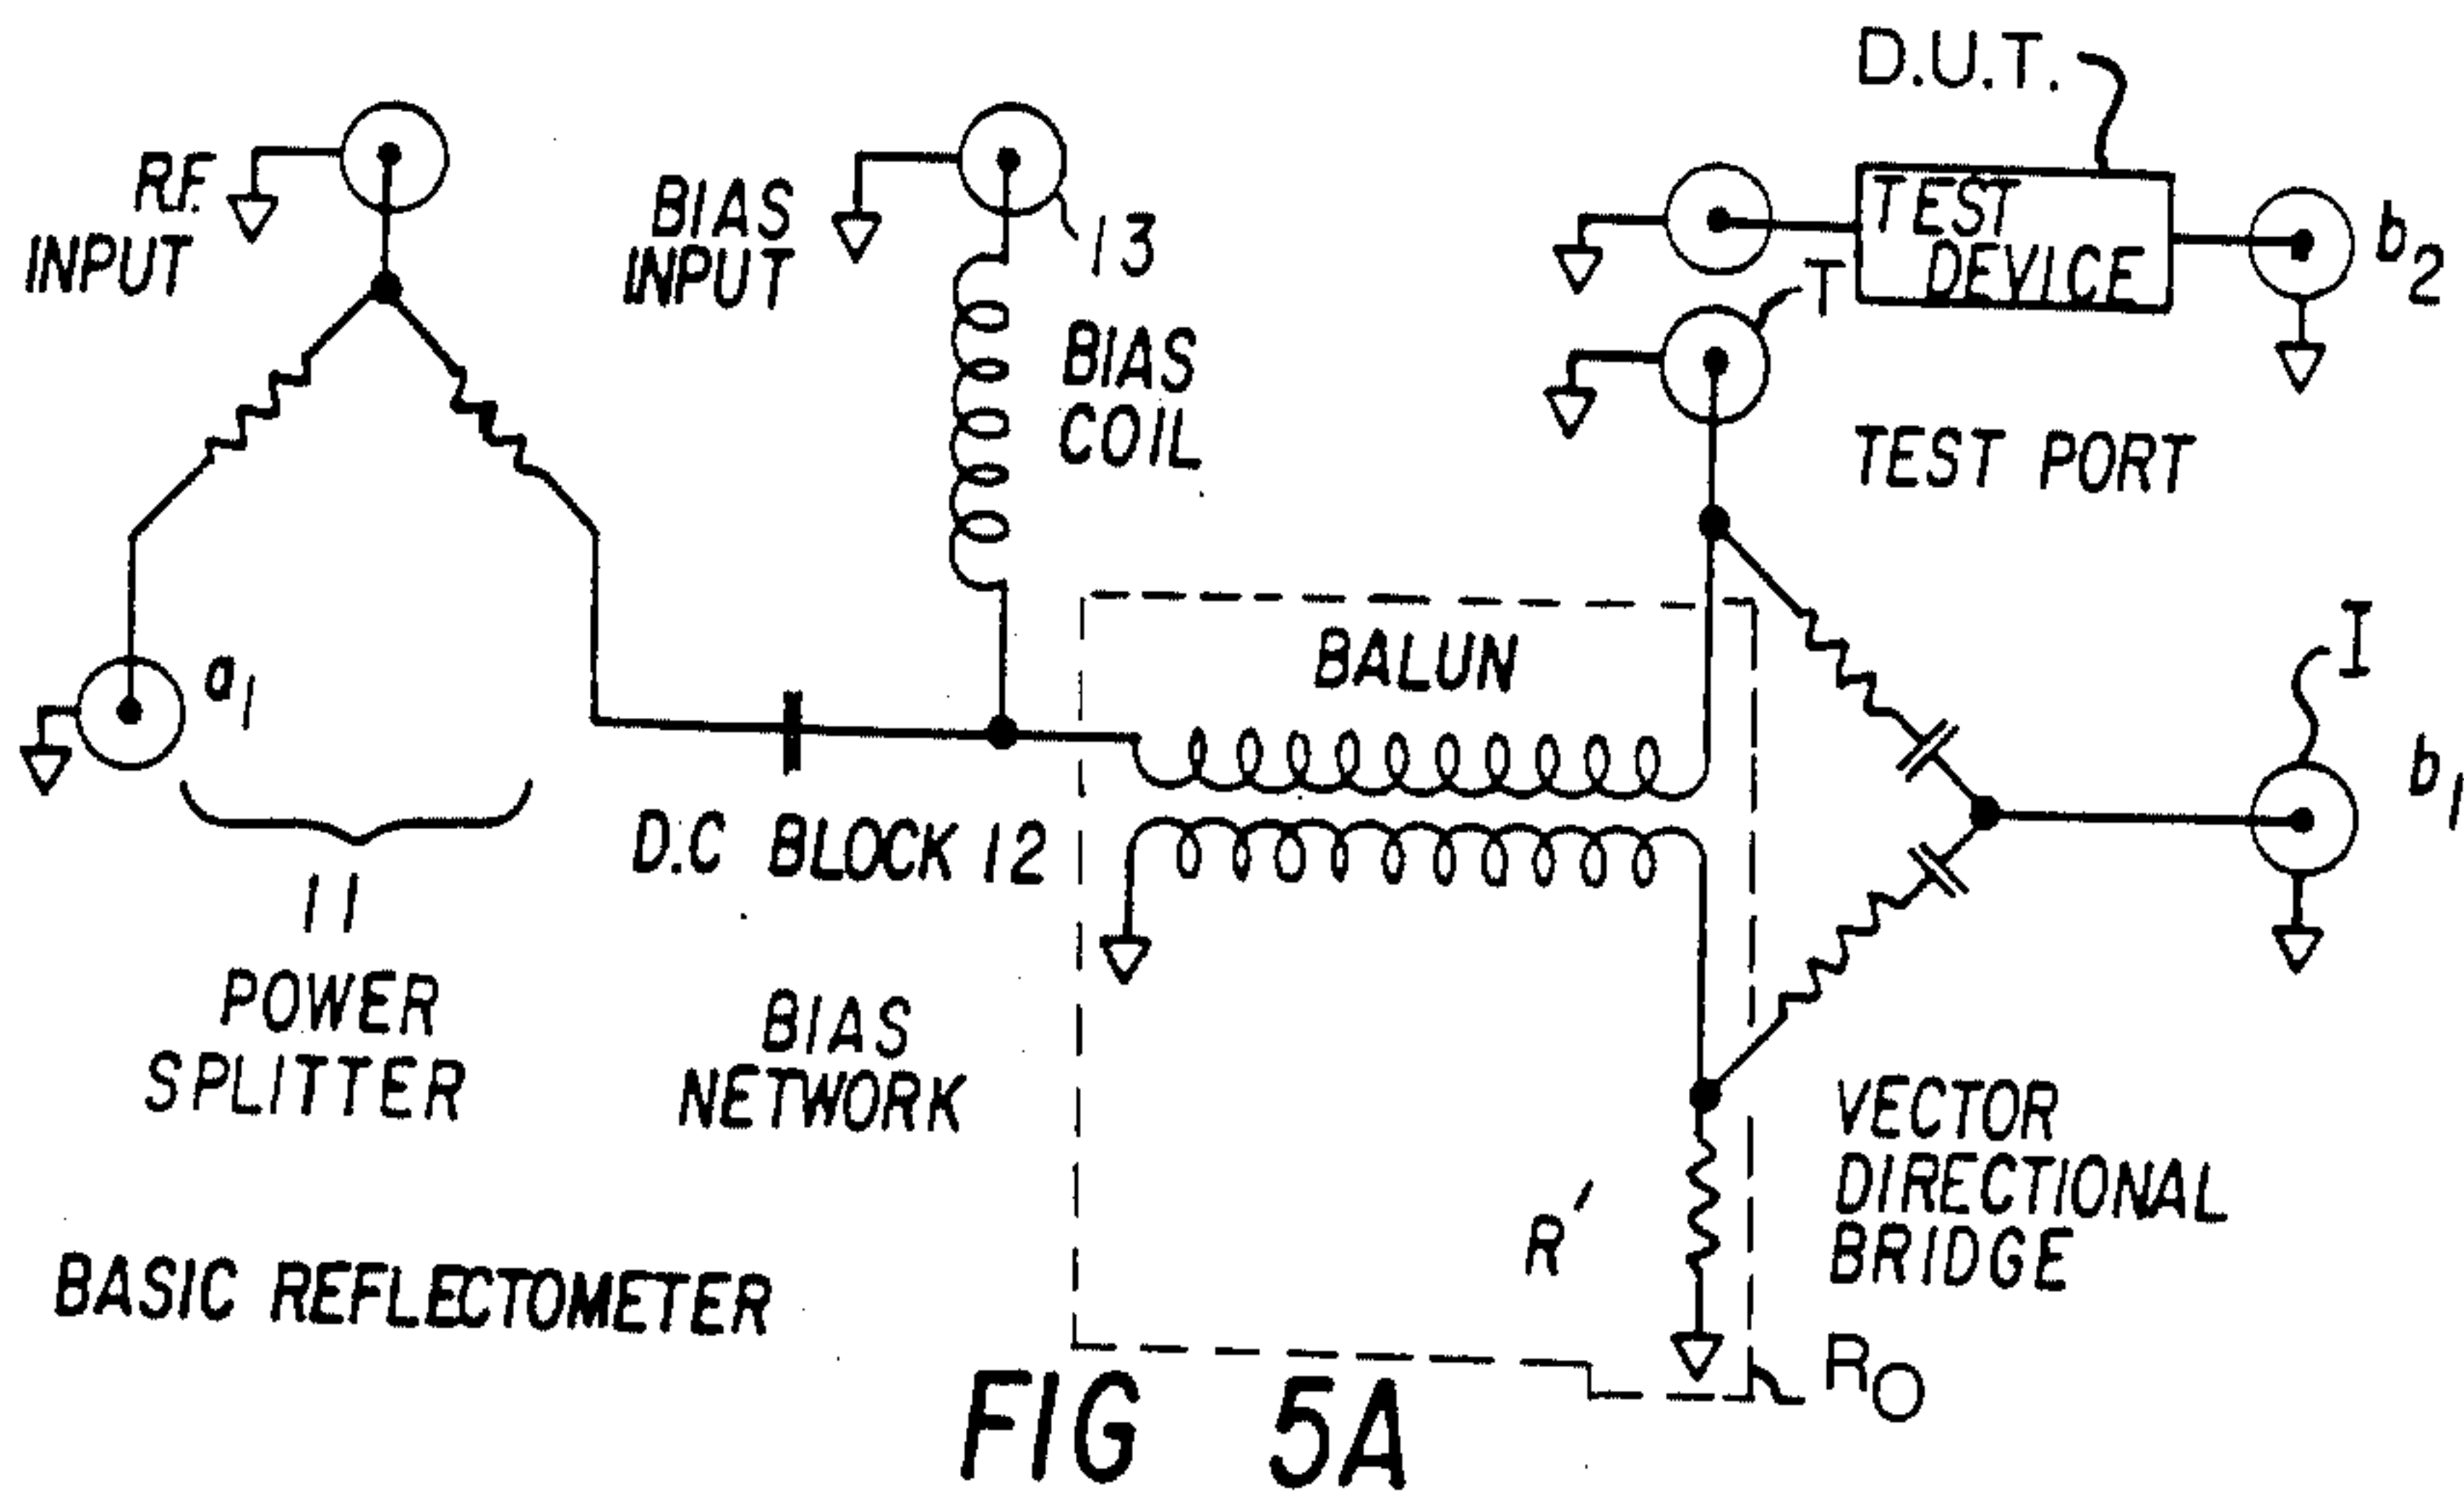 D.U.T.
R.F.
INPUT
BIAS
INPUT
13
BIAS
COIL
TEST
DEVICE
b2
T
TEST PORT
I
b1
a1
BALUN
D.C BLOCK 12
11
POWER
SPLITTER
BIAS
NETWORK
R'
VECTOR
DIRECTIONAL
BRIDGE
BASIC REFLECTOMETER
RO
FIG 5A